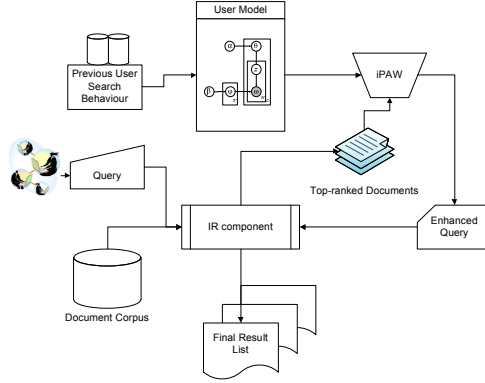 User Model
α
θ
z
β
φ
ω
T
N
Previous User
Search
Behaviour
iPAW
Query
Top-ranked Documents
IR component
Enhanced
Query
Document Corpus
Final Result
List